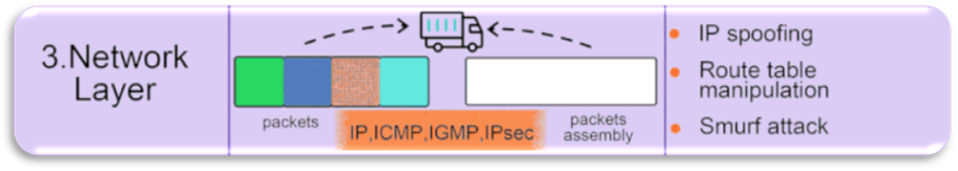 3.Network
Layer
packets
IP,ICMP,IGMP,IPsec
packets
assembly
IP spoofing
Route table
manipulation
Smurf attack